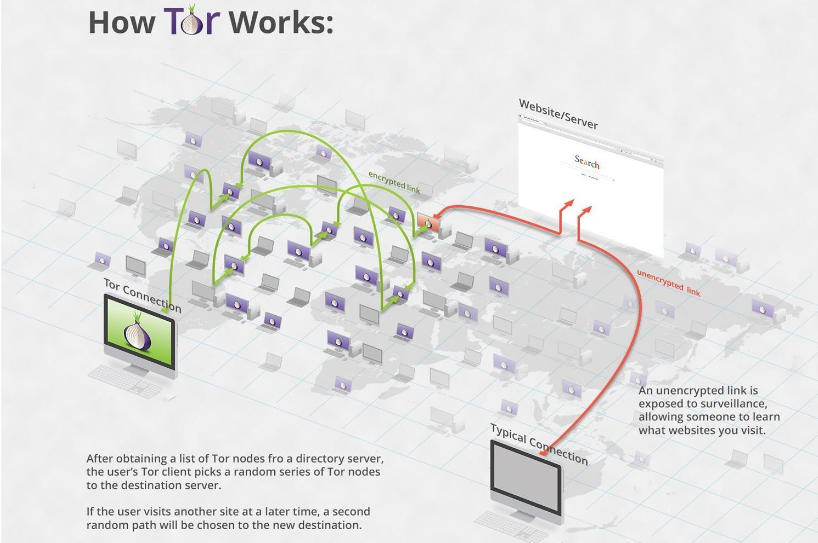 How Tor Works:
Website/Server
Search
encrypted link
unencrypted link
Tor Connection
An unencrypted link is
exposed to surveillance,
allowing someone to learn
what websites you visit.
Typical Connection
After obtaining a list of Tor nodes fro a directory server,
the user's Tor client picks a random series of Tor nodes
to the destination server.
If the user visits another site at a later time, a second
random path will be chosen to the new destination.